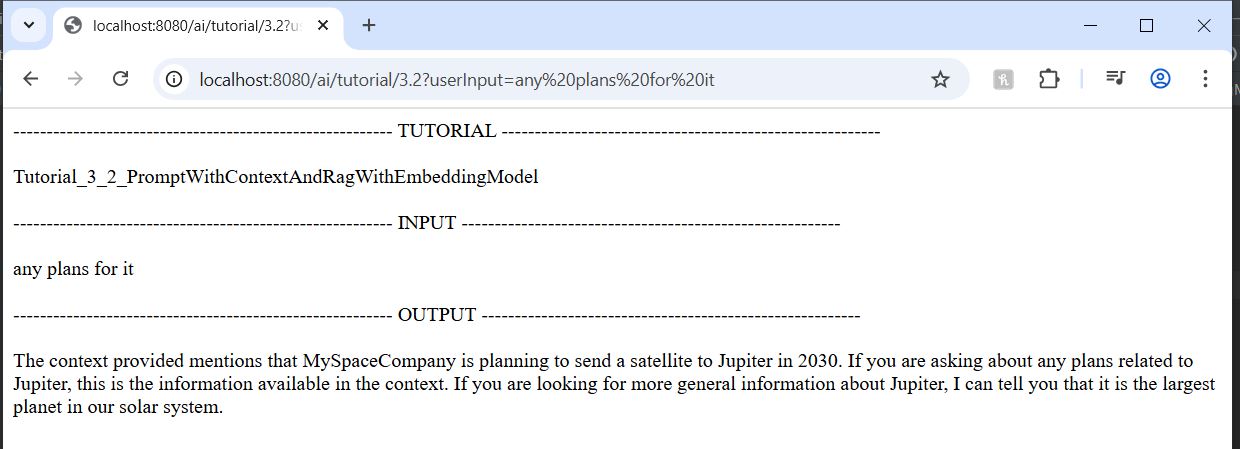 localhost:8080/ai/tutorial/3.2?u
localhost:8080/ai/tutorial/3.2?userInput=any%20plans%20for%20it
--------------------------------------------------------- TUTORIAL ---------------------------------------------------------
Tutorial_3_2_PromptWithContextAndRagWithEmbeddingModel
--------------------------------------------------------- INPUT ---------------------------------------------------------
any plans for it
--------------------------------------------------------- OUTPUT ---------------------------------------------------------
The context provided mentions that MySpaceCompany is planning to send a satellite to Jupiter in 2030. If you are asking about any plans related to
Jupiter, this is the information available in the context. If you are looking for more general information about Jupiter, I can tell you that it is the largest
planet in our solar system.